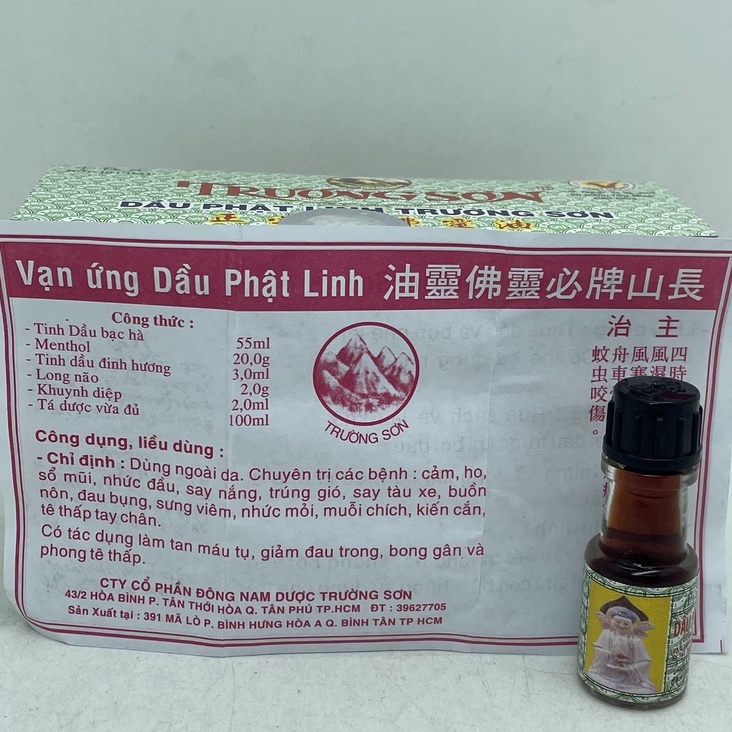 TRƯỜNG SƠN
DẦU PHẬT LINH TRƯỜNG SƠN
Vạn ứng Dầu Phật Linh 油靈佛靈必牌山長
Công thức :
- Tinh Dầu bạc hà 55ml
- Menthol 20,0g
- Tinh dầu đinh hương 3,0ml
- Long não 2,0g
- Khuynh diệp 2,0ml
- Tá dược vừa đủ 100ml
TRƯỜNG SƠN
治 主
Công dụng, liều dùng :
- Chỉ định : Dùng ngoài da. Chuyên trị các bệnh : cảm, ho,
sổ mũi, nhức đầu, say nắng, trúng gió, say tàu xe, buồn
nôn, đau bụng, sưng viêm, nhức mỏi, muỗi chích, kiến cắn,
tê thấp tay chân.
Có tác dụng làm tan máu tụ, giảm đau trong, bong gân và
phong tê thấp.
四時
風濕
風寒
舟車
蚊虫咬傷。
CTY CỔ PHẦN ĐÔNG NAM DƯỢC TRƯỜNG SƠN
43/2 HÒA BÌNH P. TÂN THỚI HÒA Q. TÂN PHÚ TP.HCM ĐT : 39627705
Sản Xuất tại : 391 MÃ LÒ P. BÌNH HƯNG HÒA A Q. BÌNH TÂN TP HCM
DẦU